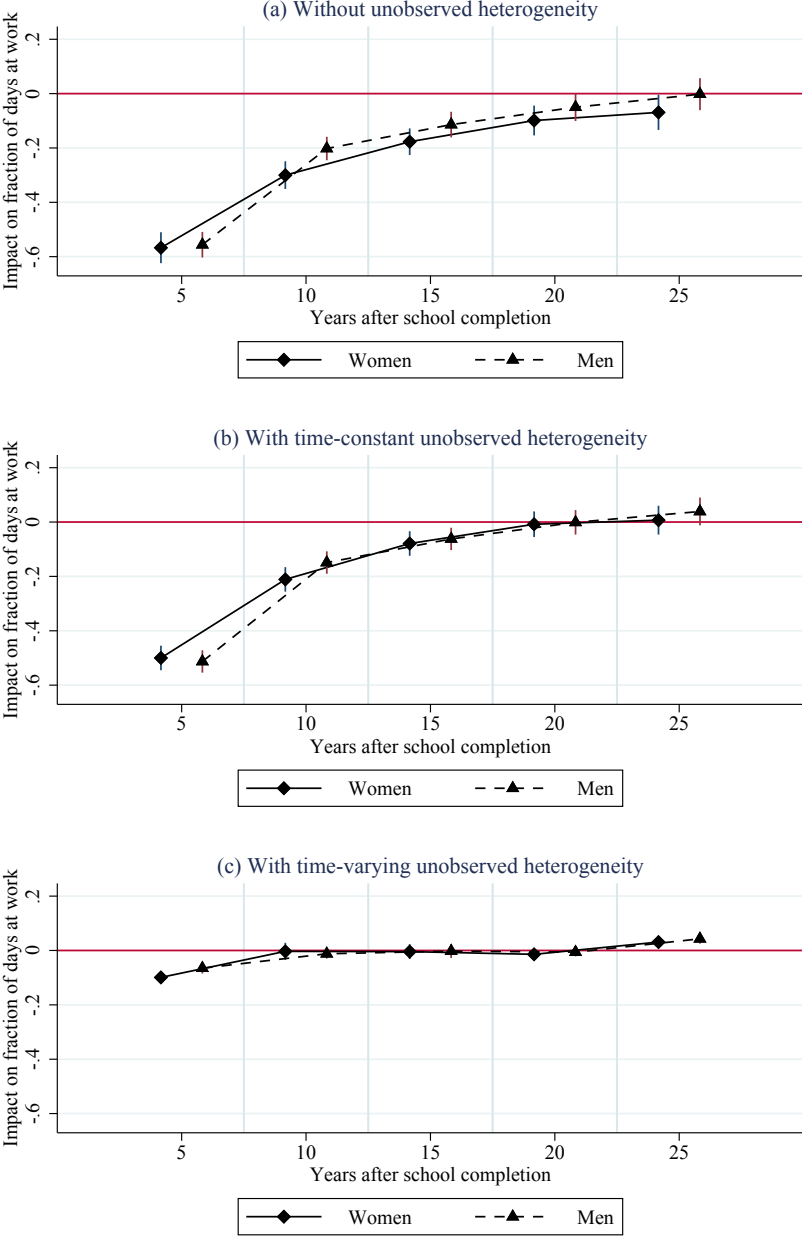 (a) Without unobserved heterogeneity
Impact on fraction of days at work
.2
0
-.2
-.4
-.6
5 10 15 20 25
Years after school completion
Women Men
(b) With time-constant unobserved heterogeneity
Impact on fraction of days at work
.2
0
-.2
-.4
-.6
5 10 15 20 25
Years after school completion
Women Men
(c) With time-varying unobserved heterogeneity
Impact on fraction of days at work
.2
0
-.2
-.4
-.6
5 10 15 20 25
Years after school completion
Women Men